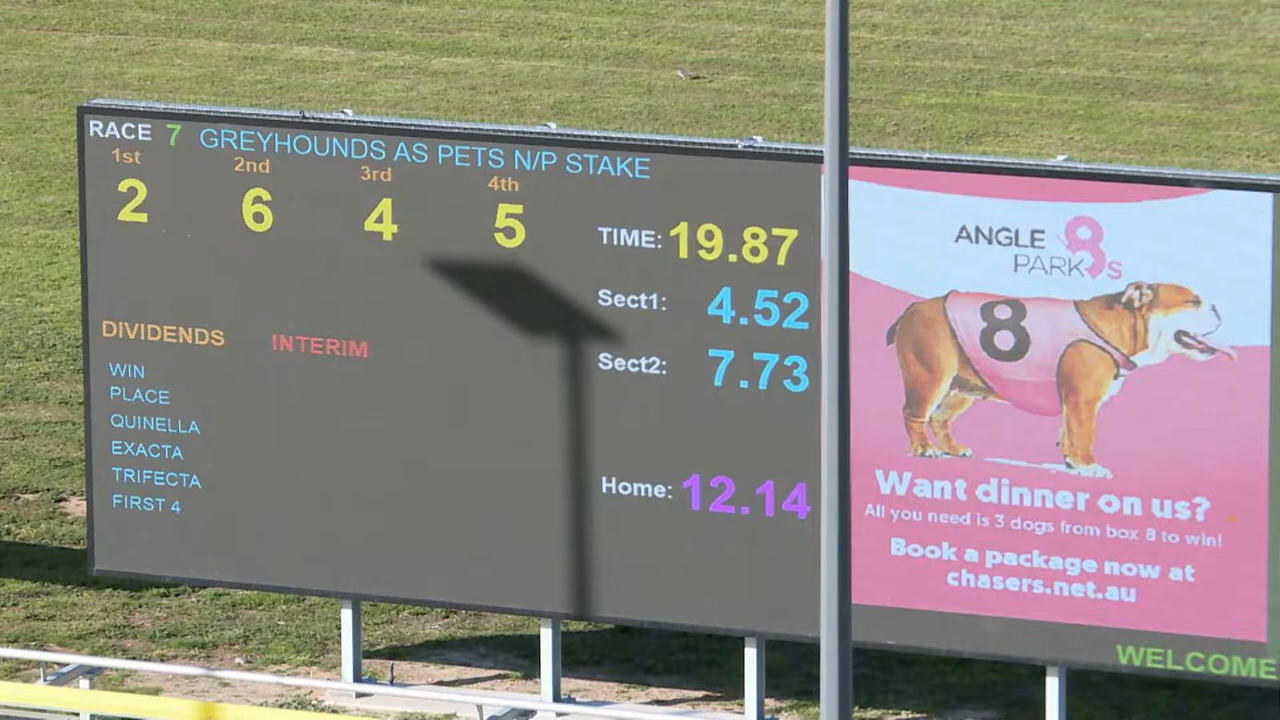 RACE 7 GREYHOUNDS AS PETS N/P STAKE
1st 2nd 3rd 4th
2 6 4 5
TIME: 19.87
Sect1: 4.52
Sect2: 7.73
Home: 12.14
DIVIDENDS INTERIM
WIN
PLACE
QUINELLA
EXACTA
TRIFECTA
FIRST 4
ANGLE
PARK 8s
8
Want dinner on us?
All you need is 3 dogs from box 8 to win!
Book a package now at
chasers.net.au
WELCOME